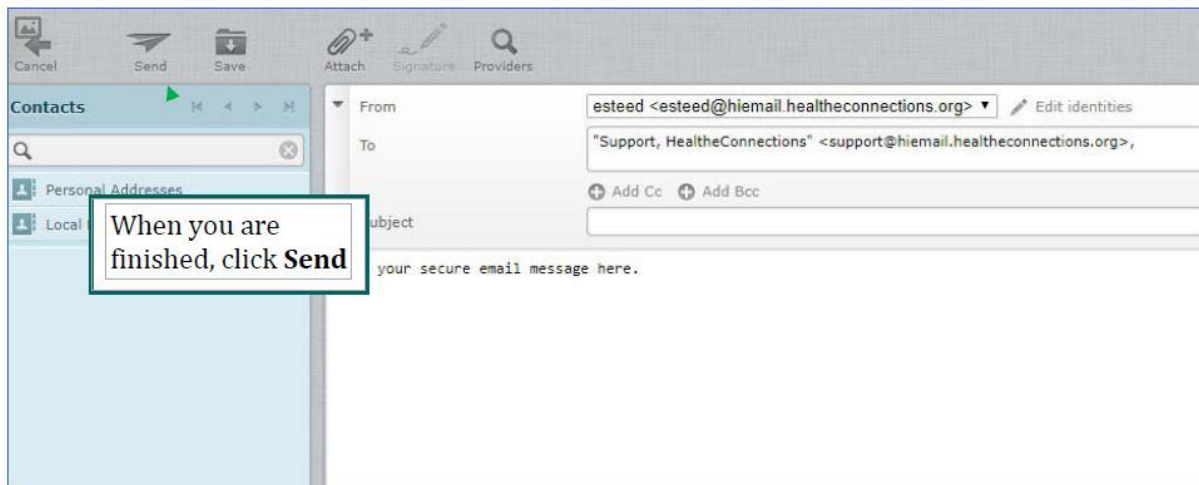 Cancel Send Save Attach Signature Providers
Contacts
Personal Addresses
Local
When you are
finished, click Send
From esteed <esteed@hiemail.healtheconnections.org> Edit identities
To "Support, HealtheConnections" <support@hiemail.healtheconnections.org>,
Add Cc Add Bcc
ubject
your secure email message here.